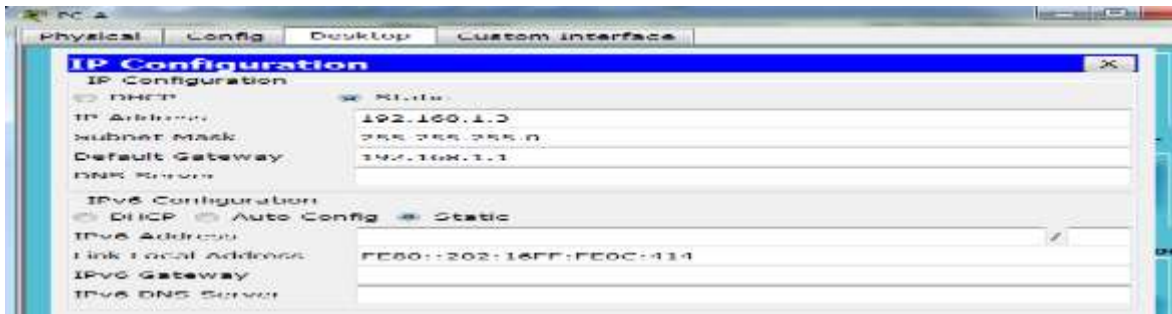 PC A
Physical Config Desktop Custom Interface
IP Configuration X
IP Configuration
DHCP Static
IP Address 192.168.1.3
Subnet Mask 255.255.255.0
Default Gateway 192.168.1.1
DNS Server
IPv6 Configuration
DHCP Auto Config Static
IPv6 Address /
Link Local Address FE80::202:16FF:FE0C:414
IPv6 Gateway
IPv6 DNS Server